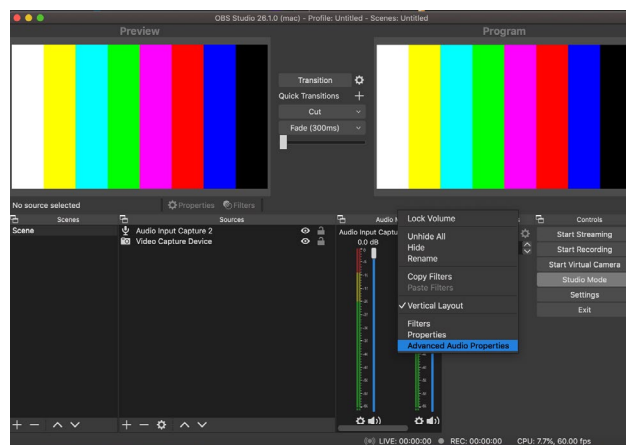 OBS Studio 26.1.0 (mac) - Profile: Untitled - Scenes: Untitled
Preview
Program
Transition
Quick Transitions
Cut
Fade (300ms)
No source selected
Properties
Filters
Scenes
Sources
Controls
Scene
Audio Input Capture 2
Video Capture Device
Audio Input Captu
0.0 dB
Lock Volume
Unhide All
Hide
Rename
Copy Filters
Paste Filters
Vertical Layout
Filters
Properties
Advanced Audio Properties
Start Streaming
Start Recording
Start Virtual Camera
Studio Mode
Settings
Exit
LIVE: 00:00:00
REC: 00:00:00
CPU: 7.7%, 60.00 fps